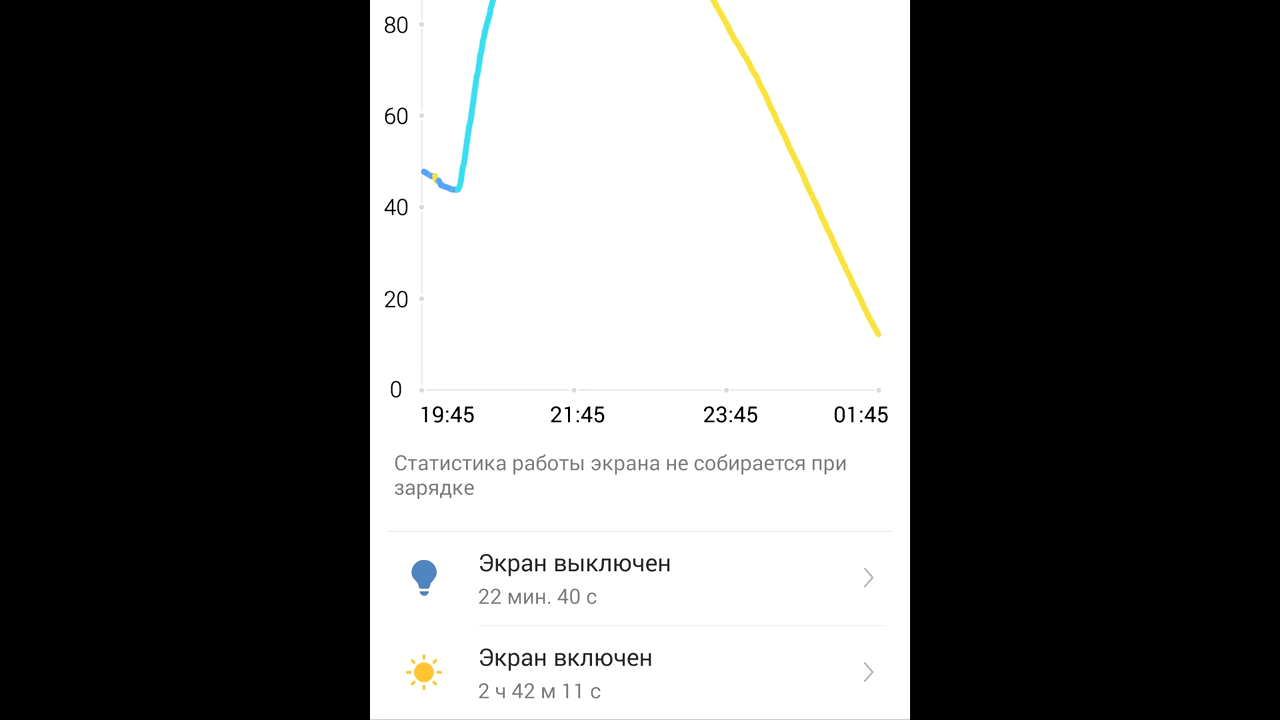 80
60
40
20
0
19:45 21:45 23:45 01:45
Статистика работы экрана не собирается при
зарядке
Экран выключен
22 мин. 40 с
Экран включен
2 ч 42 м 11 с